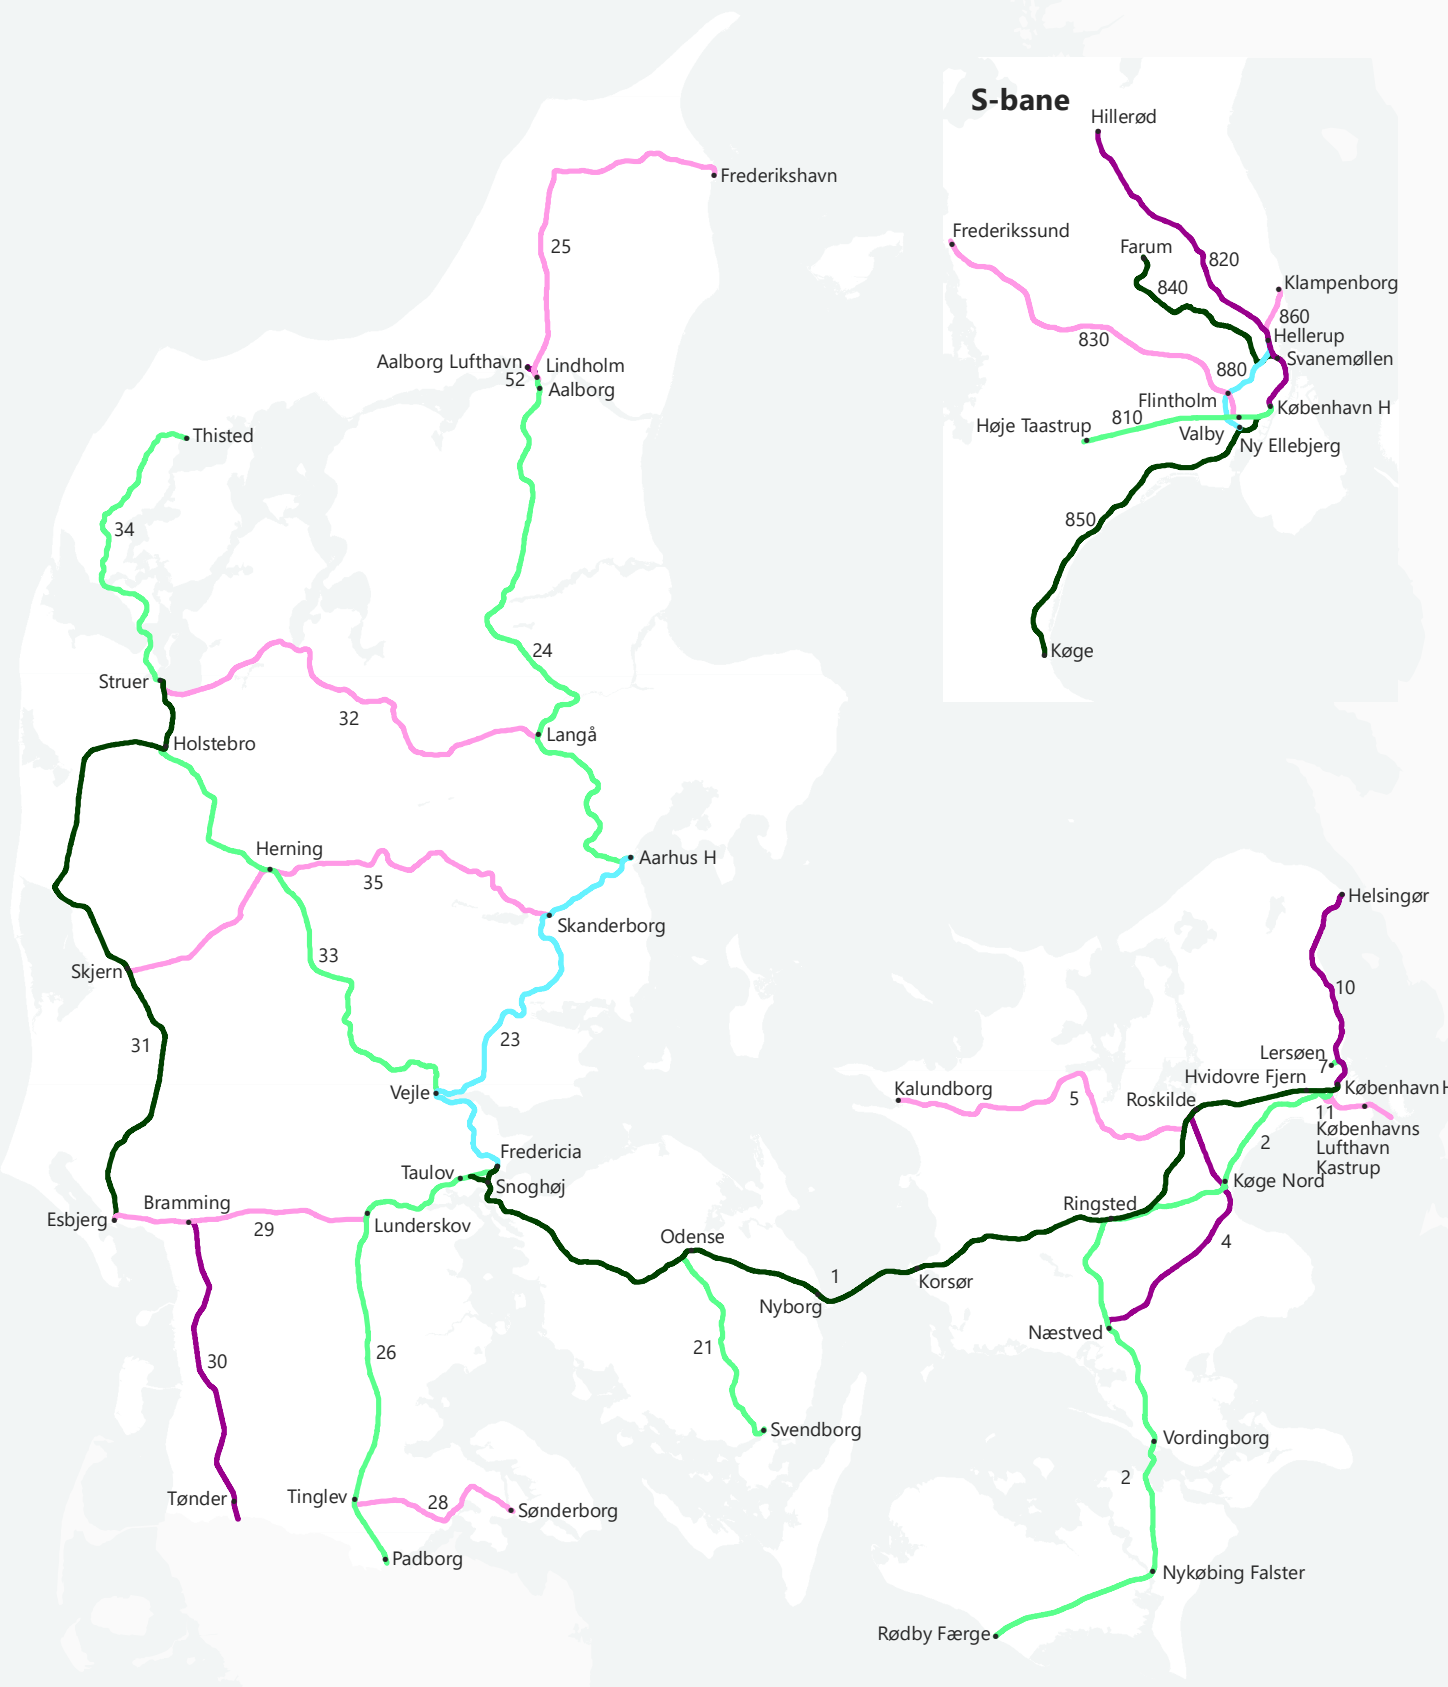 S-bane
Hillerød
Frederikshavn
Frederikssund
Farum
25
820
Klampenborg
840
860
Hellerup
830
Svanemøllen
Aalborg Lufthavn
Lindholm
880
52
Aalborg
Flintholm
København H
810
Høje Taastrup
Valby
Thisted
Ny Ellebjerg
850
34
24
Køge
Struer
32
Langå
Holstebro
Herning
Aarhus H
35
Helsingør
Skanderborg
33
Skjern
10
31
23
Lersøen
7
Hvidovre Fjern
Vejle
Kalundborg
5
Roskilde
København H
11
Københavns
Lufthavn
Kastrup
2
Fredericia
Taulov
Snoghøj
Køge Nord
Bramming
Ringsted
Esbjerg
29
Lunderskov
Odense
4
1
Korsør
Nyborg
Næstved
30
26
21
Svendborg
Vordingborg
2
Tønder
Tinglev
28
Sønderborg
Padborg
Nykøbing Falster
Rødby Færge